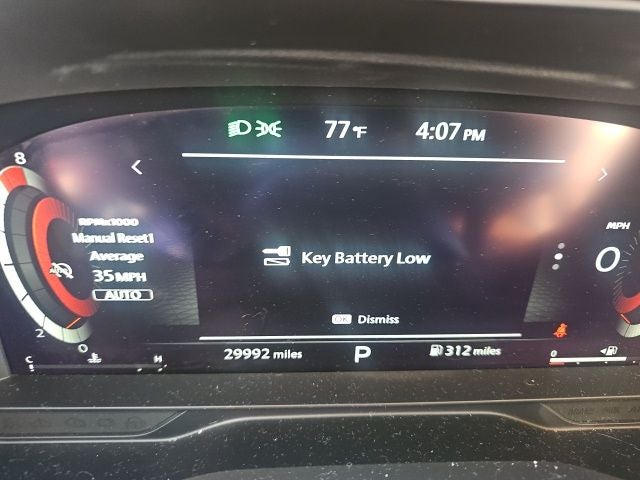 77°F
4:07 PM
8
RPMx1000
Manual Reset1
Average
35 MPH
AUTO
2
0
Key Battery Low
OK Dismiss
MPH
0
C
H
29992 miles
P
312 miles
0